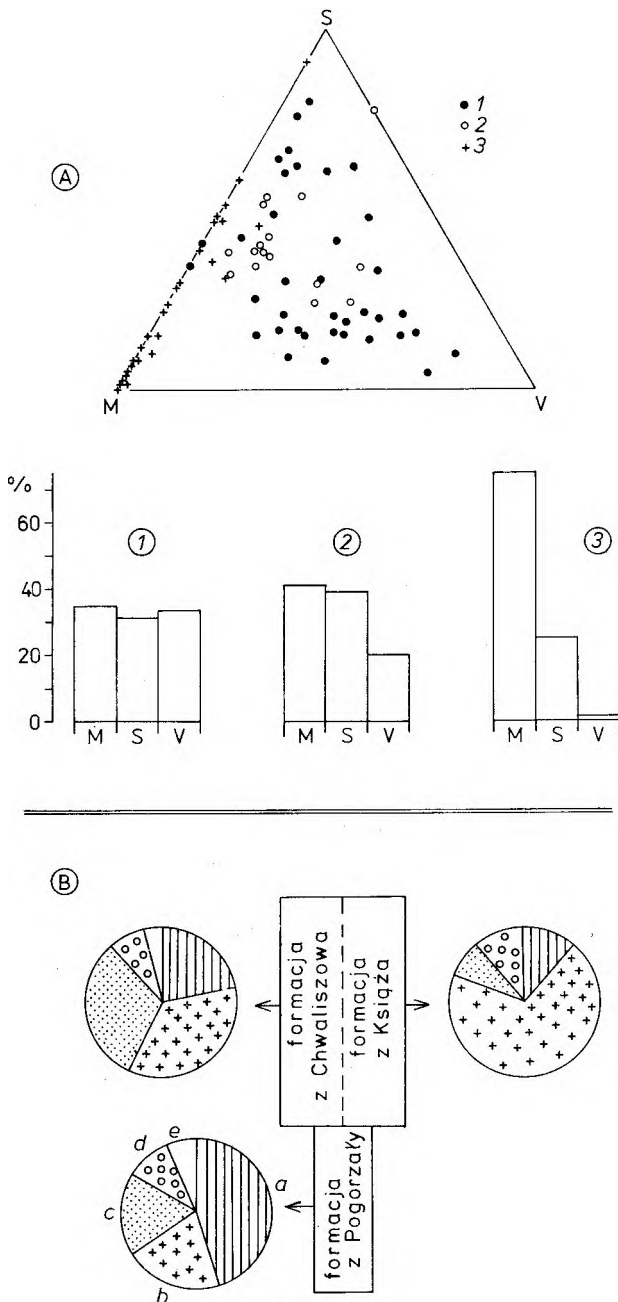 S
1
2
3
A
M
V
%
60
40
20
0
1
2
3
M S V
M S V
M S V
B
formacja
z Chwaliszowa
formacja
z Książa
formacja
z Pogorzały
a
b
c
d
e